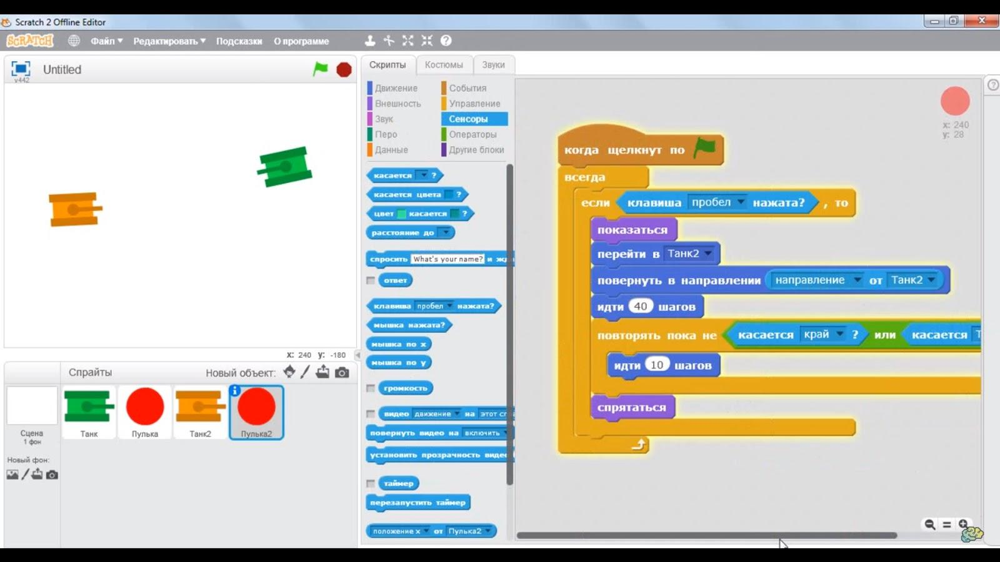 Scratch 2 Offline Editor
SCRATCH Файл Редактировать Подсказки О программе
v442 Untitled
Скрипты Костюмы Звуки
Движение События
Внешность Управление
Звук Сенсоры
Перо Операторы
Данные Другие блоки
касается ?
касается цвета ?
цвет касается ?
расстояние до
спросить What's your name? и
ответ
клавиша пробел нажата?
мышка нажата?
мышка по x
мышка по y
громкость
видео движение на этот
повернуть видео на включить
установить прозрачность
таймер
перезапустить таймер
положение x от Пулька2
x: 240
y: 28
когда щелкнут по
всегда
если клавиша пробел нажата? , то
показаться
перейти в Танк2
повернуть в направлении направление от Танк2
идти 40 шагов
повторять пока не касается край ? или касается
идти 10 шагов
спрятаться
x: 240 y: -180
Спрайты Новый объект:
Сцена
1 фон
Новый фон:
Танк Пулька Танк2 Пулька2